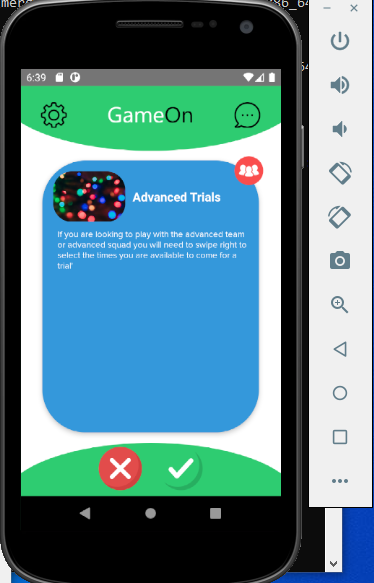 6:39
GameOn
Advanced Trials
If you are looking to play with the advanced team
or advanced squad you will need to swipe right to
select the times you are available to come for a
trial'